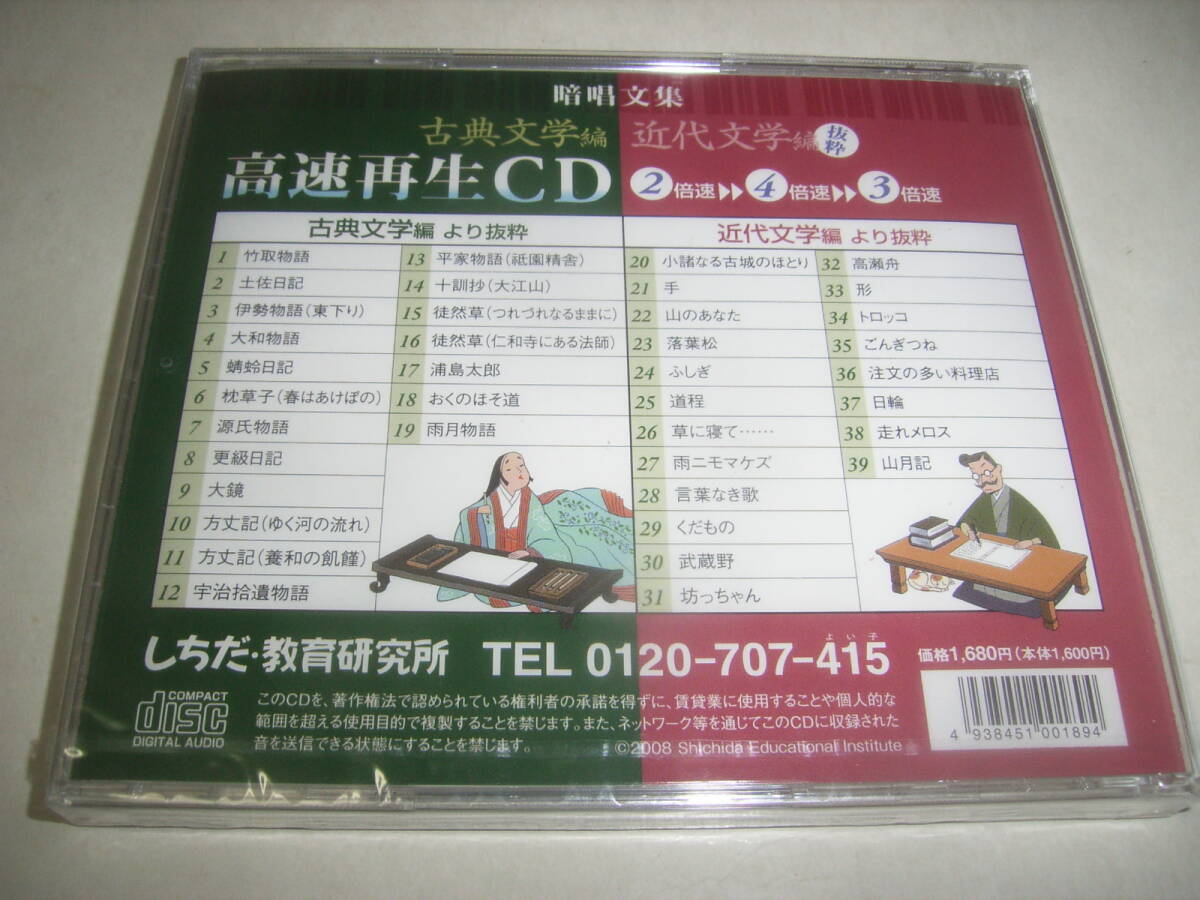 暗唱文集
古典文学編 近代文学編 抜粋
高速再生CD 2倍速▶▶4倍速▶▶3倍速
古典文学編 より抜粋
1 竹取物語
2 土佐日記
3 伊勢物語(東下り)
4 大和物語
5 蜻蛉日記
6 枕草子(春はあけぼの)
7 源氏物語
8 更級日記
9 大鏡
10 方丈記(ゆく河の流れ)
11 方丈記(養和の飢饉)
12 宇治拾遺物語
13 平家物語(祗園精舎)
14 十訓抄(大江山)
15 徒然草(つれづれなるままに)
16 徒然草(仁和寺にある法師)
17 浦島太郎
18 おくのほそ道
19 雨月物語
近代文学編 より抜粋
20 小諸なる古城のほとり
21 手
22 山のあなた
23 落葉松
24 ふしぎ
25 道程
26 草に寝て……
27 雨ニモマケズ
28 言葉なき歌
29 くだもの
30 武蔵野
31 坊っちゃん
32 高瀬舟
33 形
34 トロッコ
35 ごんぎつね
36 注文の多い料理店
37 日輪
38 走れメロス
39 山月記
しちだ・教育研究所 TEL 0120-707-415
よい子
価格1,680円(本体1,600円)
COMPACT
disc
DIGITAL AUDIO
このCDを、著作権法で認められている権利者の承諾を得ずに、賃貸業に使用することや個人的な
範囲を超える使用目的で複製することを禁じます。また、ネットワーク等を通じてこのCDに収録された
音を送信できる状態にすることを禁じます。
©2008 Shichida Educational Institute
4 938451 001894